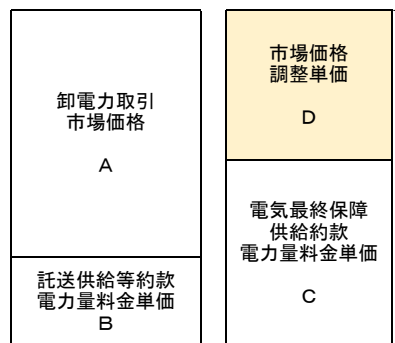 卸電力取引
市場価格
A
託送供給等約款
電力量料金単価
B
市場価格
調整単価
D
電気最終保障
供給約款
電力量料金単価
C